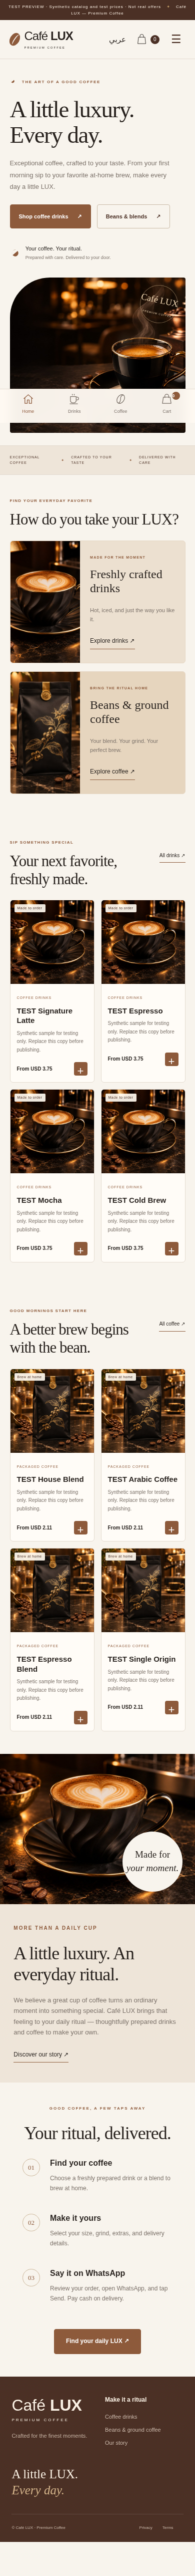 TEST PREVIEW · Synthetic catalog and test prices · Not real offers + Café
LUX — Premium Coffee
Café LUX
PREMIUM COFFEE
عربي
0
THE ART OF A GOOD COFFEE
A little luxury.
Every day.
Exceptional coffee, crafted to your taste. From your first
morning sip to your favorite at-home brew, make every
day a little LUX.
Shop coffee drinks ↗
Beans & blends ↗
Your coffee. Your ritual.
Prepared with care. Delivered to your door.
Café LUX
PREMIUM COFFEE
Home
Drinks
Coffee
Cart
EXCEPTIONAL
COFFEE
CRAFTED TO YOUR
TASTE
DELIVERED WITH
CARE
FIND YOUR EVERYDAY FAVORITE
How do you take your LUX?
MADE FOR THE MOMENT
Freshly crafted
drinks
Hot, iced, and just the way you like
it.
Explore drinks ↗
BRING THE RITUAL HOME
Beans & ground
coffee
Your blend. Your grind. Your
perfect brew.
Explore coffee ↗
SIP SOMETHING SPECIAL
Your next favorite,
freshly made.
All drinks ↗
Made to order
COFFEE DRINKS
TEST Signature
Latte
Synthetic sample for testing
only. Replace this copy before
publishing.
From USD 3.75
+
Made to order
COFFEE DRINKS
TEST Espresso
Synthetic sample for testing
only. Replace this copy before
publishing.
From USD 3.75
+
Made to order
COFFEE DRINKS
TEST Mocha
Synthetic sample for testing
only. Replace this copy before
publishing.
From USD 3.75
+
Made to order
COFFEE DRINKS
TEST Cold Brew
Synthetic sample for testing
only. Replace this copy before
publishing.
From USD 3.75
+
GOOD MORNINGS START HERE
A better brew begins
with the bean.
All coffee ↗
Brew at home
PACKAGED COFFEE
TEST House Blend
Synthetic sample for testing
only. Replace this copy before
publishing.
From USD 2.11
+
Brew at home
PACKAGED COFFEE
TEST Arabic Coffee
Synthetic sample for testing
only. Replace this copy before
publishing.
From USD 2.11
+
Brew at home
PACKAGED COFFEE
TEST Espresso
Blend
Synthetic sample for testing
only. Replace this copy before
publishing.
From USD 2.11
+
Brew at home
PACKAGED COFFEE
TEST Single Origin
Synthetic sample for testing
only. Replace this copy before
publishing.
From USD 2.11
+
Made for
your moment.
MORE THAN A DAILY CUP
A little luxury. An
everyday ritual.
We believe a great cup of coffee turns an ordinary
moment into something special. Café LUX brings that
feeling to your daily ritual — thoughtfully prepared drinks
and coffee to make your own.
Discover our story ↗
GOOD COFFEE, A FEW TAPS AWAY
Your ritual, delivered.
01
Find your coffee
Choose a freshly prepared drink or a blend to
brew at home.
02
Make it yours
Select your size, grind, extras, and delivery
details.
03
Say it on WhatsApp
Review your order, open WhatsApp, and tap
Send. Pay cash on delivery.
Find your daily LUX ↗
Café LUX
PREMIUM COFFEE
Crafted for the finest moments.
Make it a ritual
Coffee drinks
Beans & ground coffee
Our story
A little LUX.
Every day.
© Café LUX · Premium Coffee
Privacy
Terms